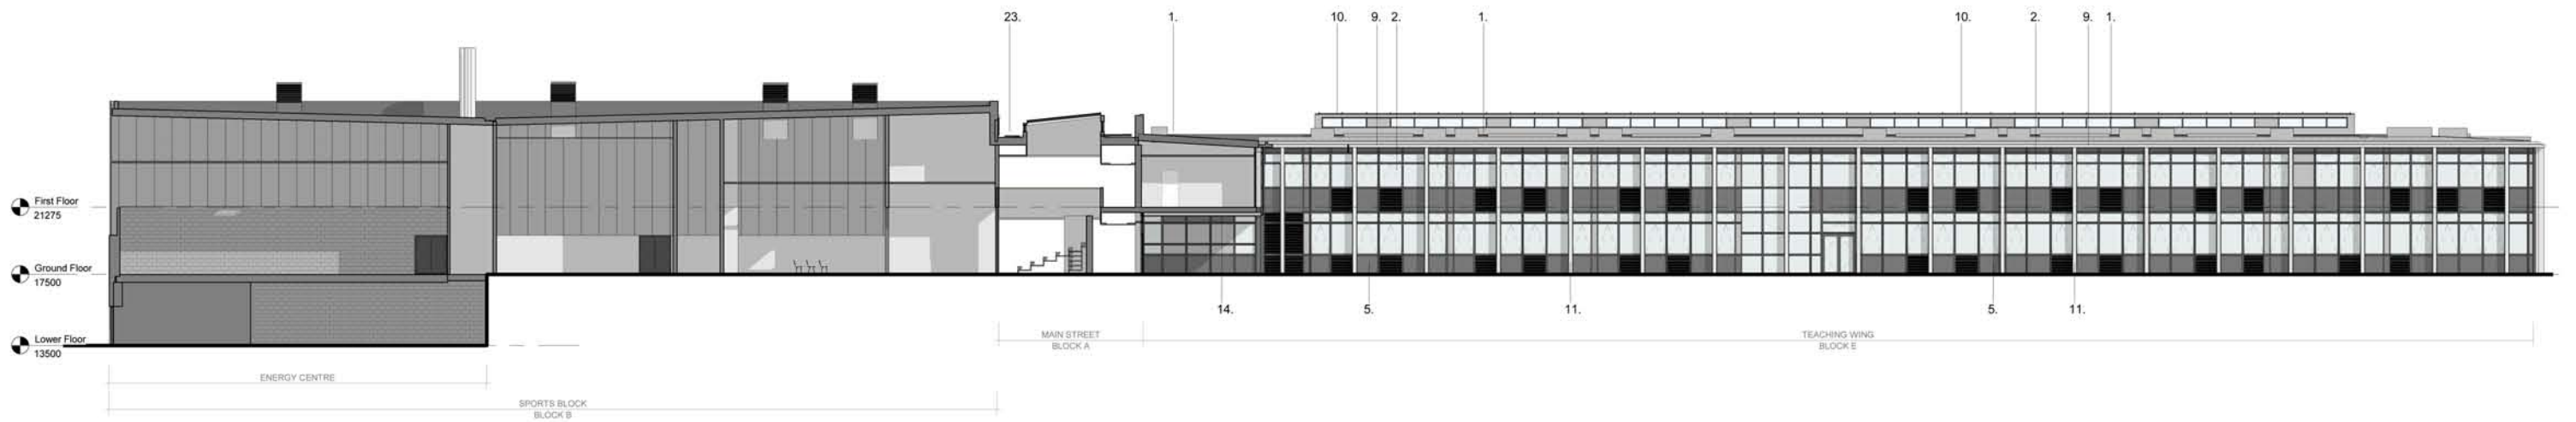 23.
1.
10.
9.
2.
1.
10.
2.
9.
1.
First Floor
21275
Ground Floor
17500
Lower Floor
13500
14.
5.
11.
5.
11.
MAIN STREET
BLOCK A
TEACHING WING
BLOCK E
ENERGY CENTRE
SPORTS BLOCK
BLOCK B